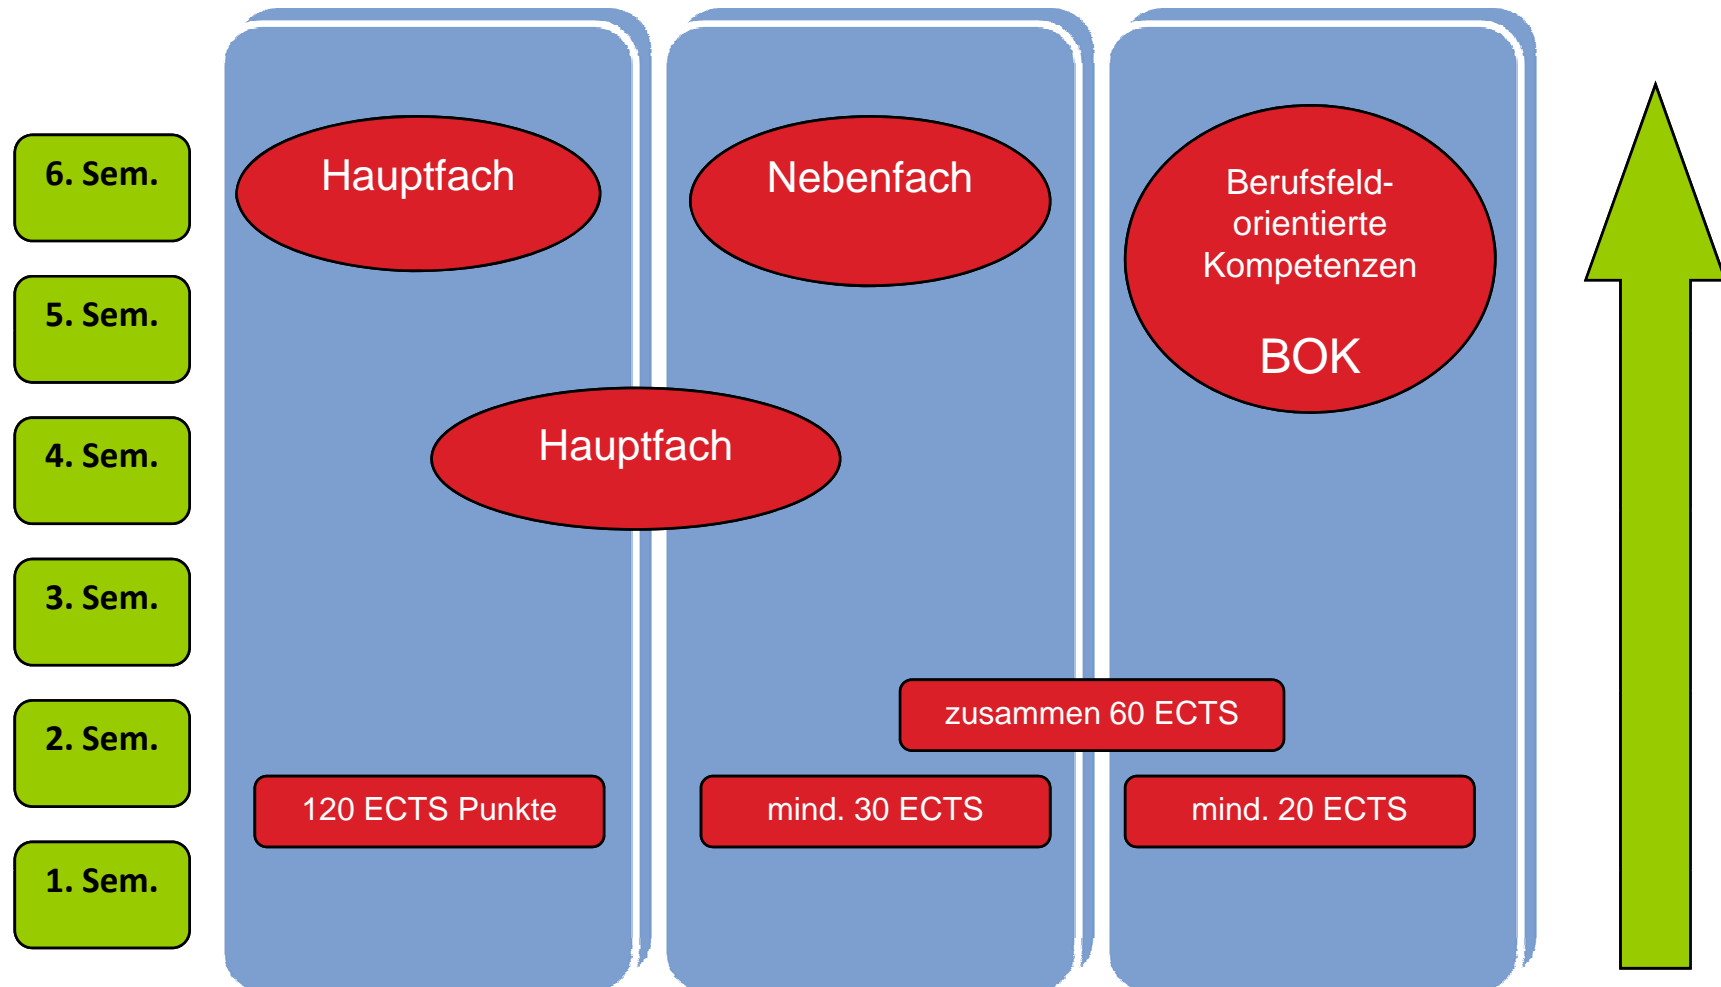 6. Sem.
5. Sem.
4. Sem.
3. Sem.
2. Sem.
1. Sem.
Hauptfach
Nebenfach
Berufsfeld-
orientierte
Kompetenzen
BOK
Hauptfach
zusammen 60 ECTS
120 ECTS Punkte
mind. 30 ECTS
mind. 20 ECTS